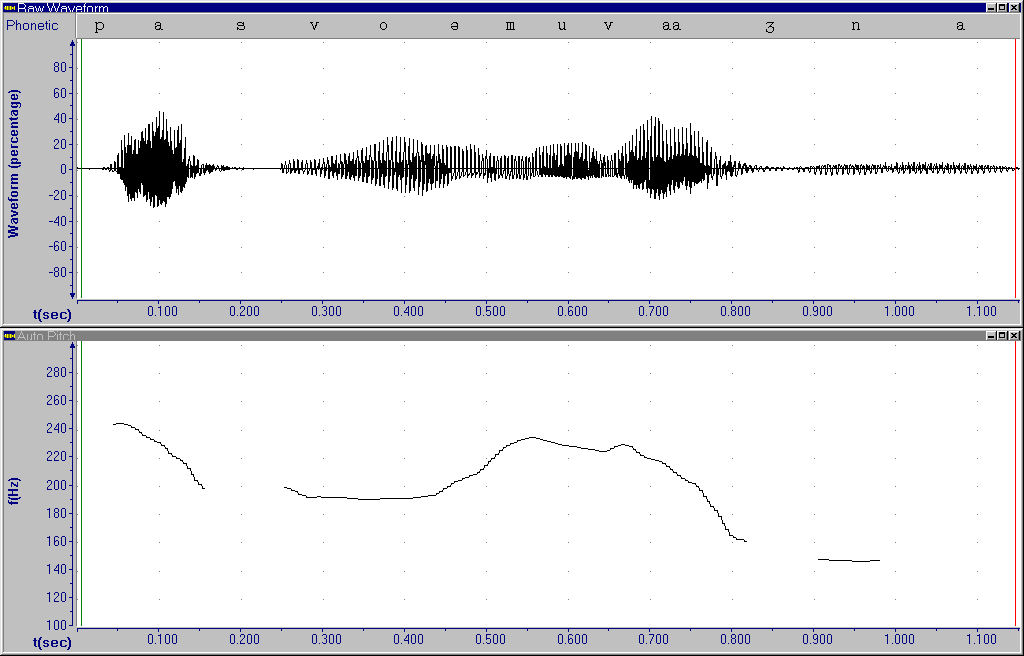 Raw Waveform
Phonetic p a s v o ə m u v aa ʒ n a
Waveform (percentage)
80
60
40
20
0
-20
-40
-60
-80
t(sec) 0.100 0.200 0.300 0.400 0.500 0.600 0.700 0.800 0.900 1.000 1.100
Auto Pitch
f(Hz)
280
260
240
220
200
180
160
140
120
100
t(sec) 0.100 0.200 0.300 0.400 0.500 0.600 0.700 0.800 0.900 1.000 1.100